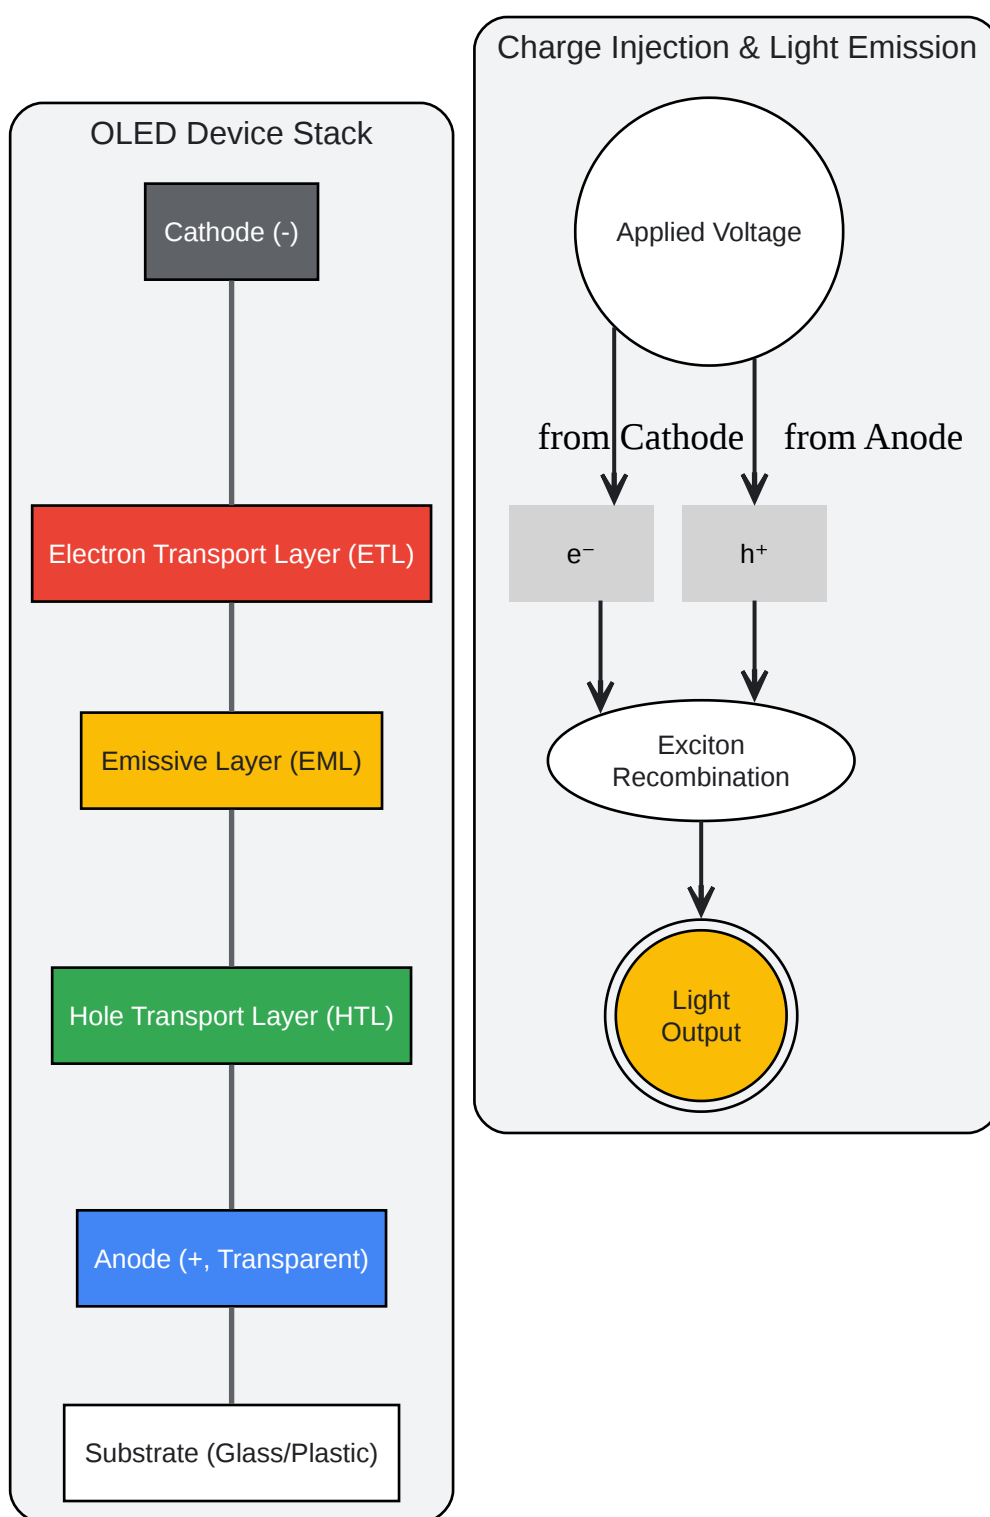 OLED Device Stack
Cathode (-)
Electron Transport Layer (ETL)
Emissive Layer (EML)
Hole Transport Layer (HTL)
Anode (+, Transparent)
Substrate (Glass/Plastic)
Charge Injection & Light Emission
Applied Voltage
from Cathode
from Anode
e⁻
h⁺
Exciton
Recombination
Light
Output